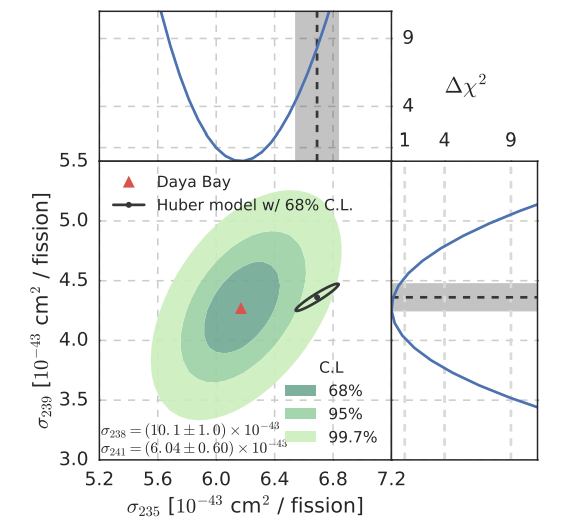 9
4
Δχ²
1 4 9
5.5
5.0
4.5
4.0
3.5
3.0
σ₂₃₉ [10⁻⁴³ cm² / fission]
Daya Bay
Huber model w/ 68% C.L.
C.L
68%
95%
99.7%
σ₂₃₈ = (10.1 ± 1.0) × 10⁻⁴³
σ₂₄₁ = (6.04 ± 0.60) × 10⁻⁴³
5.2 5.6 6.0 6.4 6.8 7.2
σ₂₃₅ [10⁻⁴³ cm² / fission]